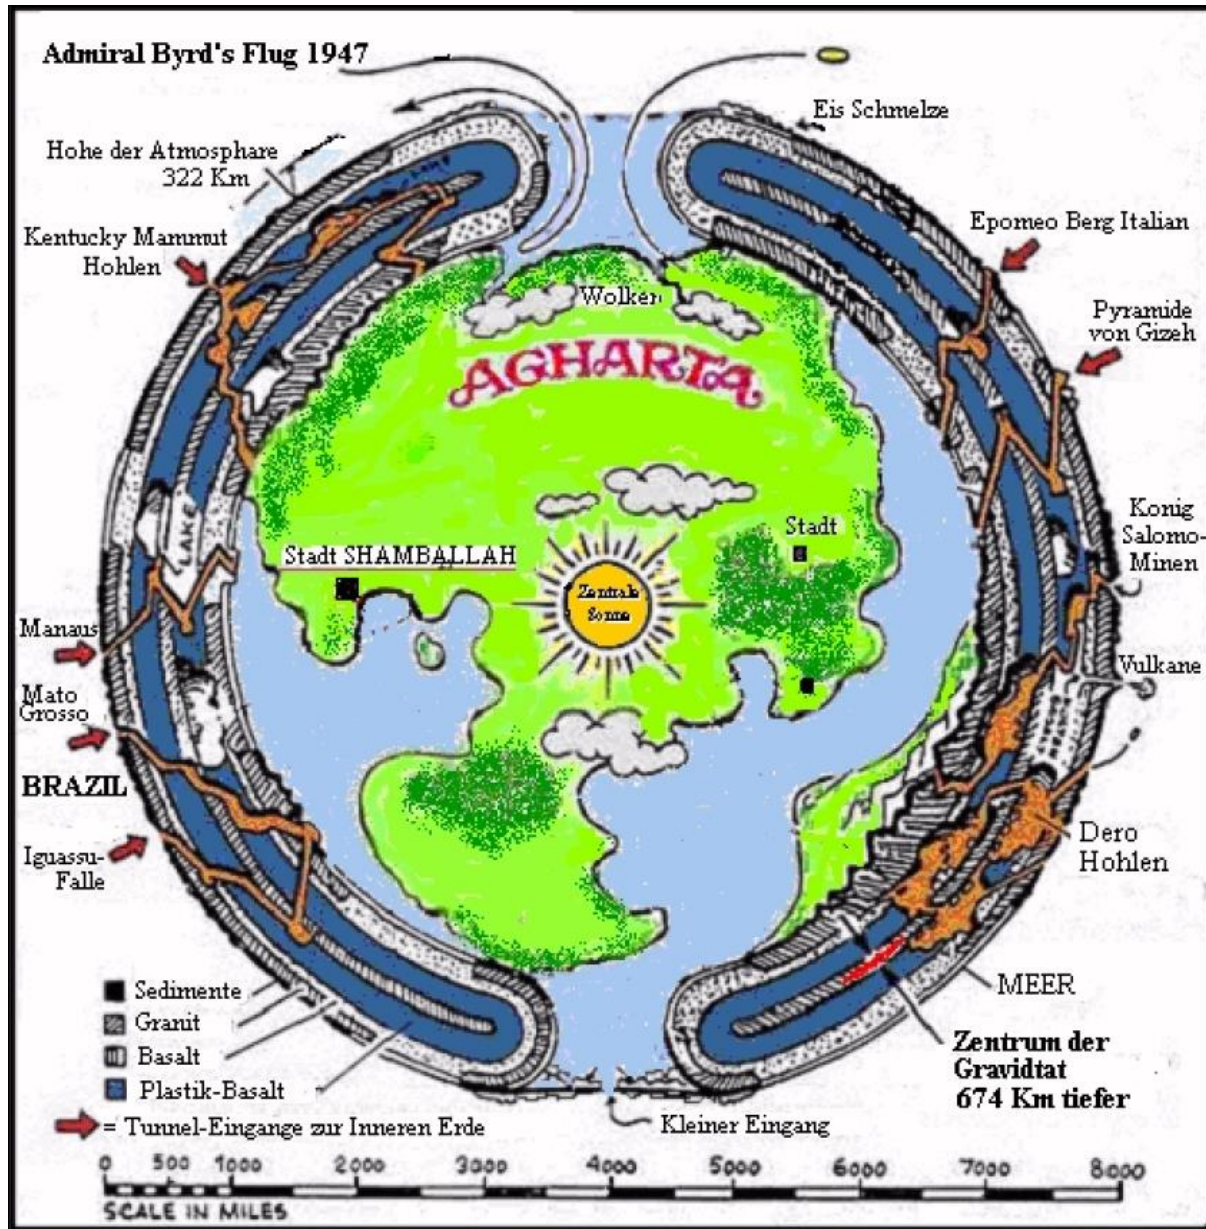 Admiral Byrd's Flug 1947
Eis Schmelze
Hohe der Atmosphare
322 Km
Kentucky Mammut
Hohlen
Epomeo Berg Italian
Wolken
Pyramide
von Gizeh
AGHARTA
LAKE
Konig
Salomo-
Minen
Stadt
Stadt SHAMBALLAH
Zentrale
Sonne
Manaus
Vulkane
Mato
Grosso
BRAZIL
Iguassu-
Falle
Dero
Hohlen
MEER
Sedimente
Granit
Basalt
Plastik-Basalt
Zentrum der
Gravidtat
674 Km tiefer
= Tunnel-Eingange zur Inneren Erde
Kleiner Eingang
0 500 1000 2000 3000 4000 5000 6000 7000 8000
SCALE IN MILES